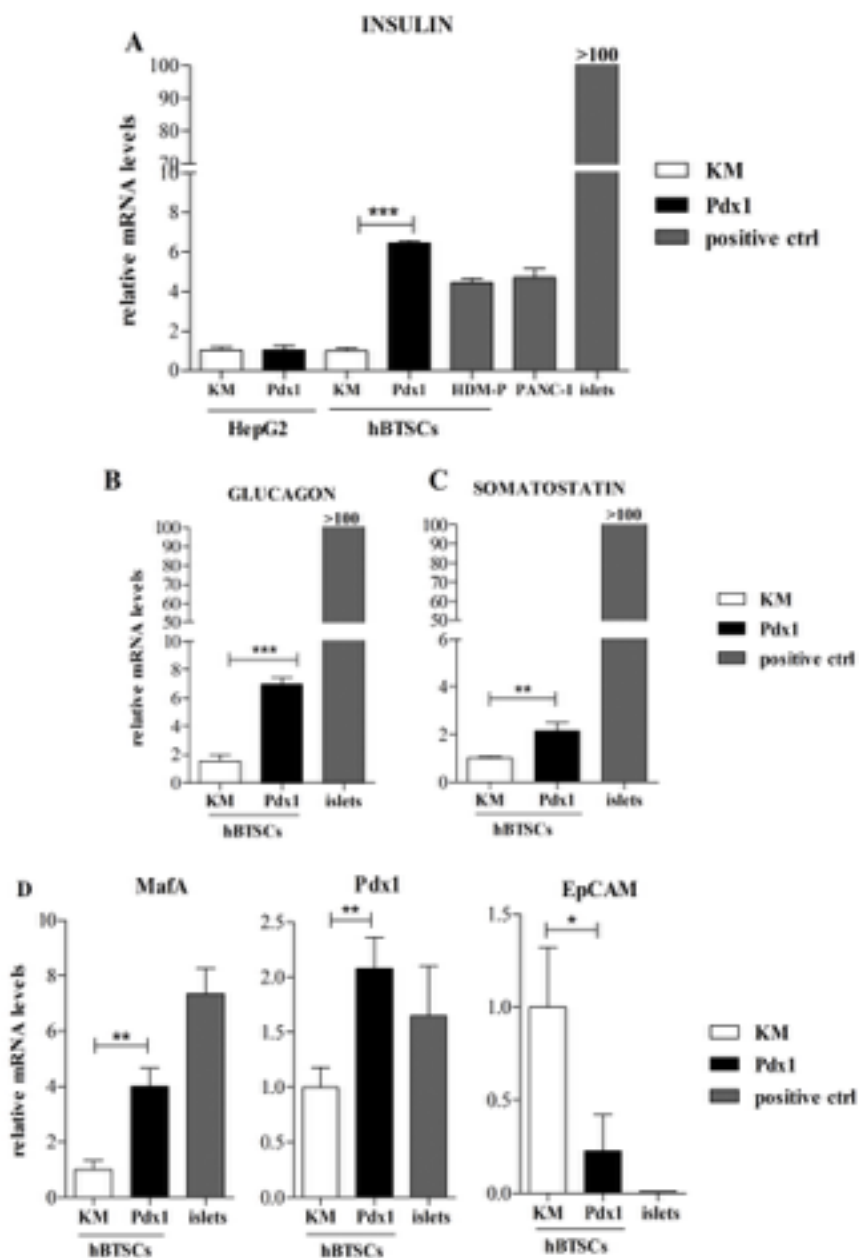 INSULIN
A
>100
100
90
80
70
10
8
6
4
2
0
relative mRNA levels
***
KM
Pdx1
positive ctrl
KM Pdx1 KM Pdx1 HDM-P PANC-1 islets
HepG2 hBTSCs
B
GLUCAGON
>100
100
90
80
70
60
50
10
8
6
4
2
0
relative mRNA levels
***
KM Pdx1 islets
hBTSCs
C
SOMATOSTATIN
>100
100
90
80
70
60
50
6
4
2
0
**
KM Pdx1 islets
hBTSCs
KM
Pdx1
positive ctrl
D
MafA
10
8
6
4
2
0
relative mRNA levels
**
KM Pdx1 islets
hBTSCs
Pdx1
2.5
2.0
1.5
1.0
0.5
0.0
**
KM Pdx1 islets
hBTSCs
EpCAM
1.5
1.0
0.5
0.0
*
KM Pdx1 islets
hBTSCs
KM
Pdx1
positive ctrl